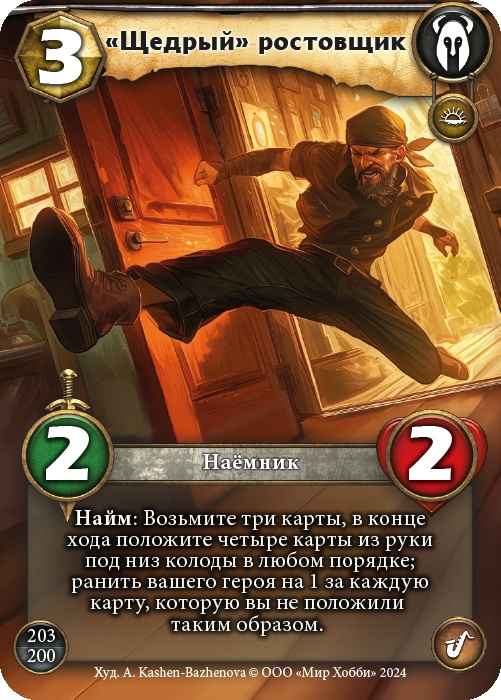 3
«Щедрый» ростовщик
2
Наёмник
2
Найм: Возьмите три карты, в конце
хода положите четыре карты из руки
под низ колоды в любом порядке;
ранить вашего героя на 1 за каждую
карту, которую вы не положили
таким образом.
203
200
Худ. A. Kashen-Bazhenova © ООО «Мир Хобби» 2024